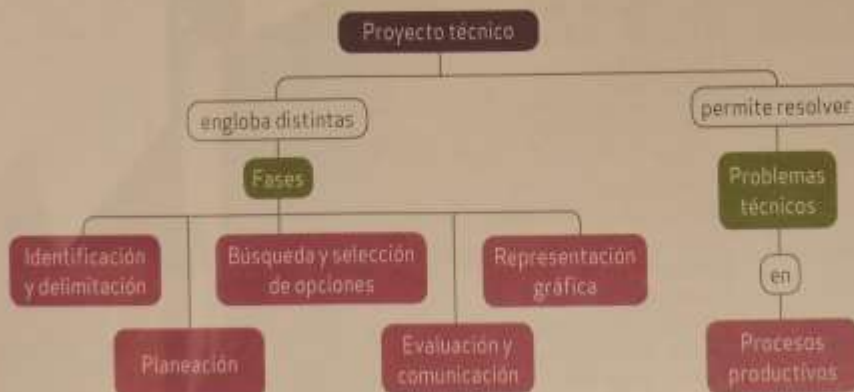 Proyecto técnico
engloba distintas
permite resolver
Fases
Problemas
técnicos
Identificación
y delimitación
Búsqueda y selección
de opciones
Representación
gráfica
en
Planeación
Evaluación y
comunicación
Procesos
productivos